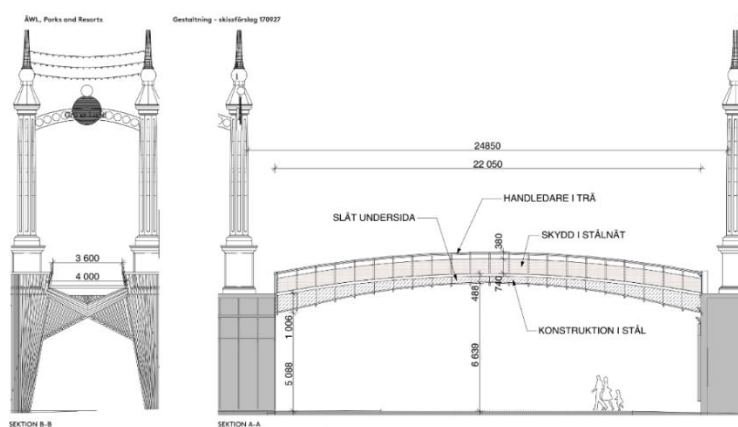 ÅWL, Parks and Resorts
Gestaltning - skissförslag 170927
24850
22 050
HANDLEDARE I TRÄ
SLÄT UNDERSIDA
380
SKYDD I STÅLNÄT
3 600
4 000
488
740
1 006
KONSTRUKTION I STÅL
5 088
6 639
SEKTION B-B
SEKTION A-A